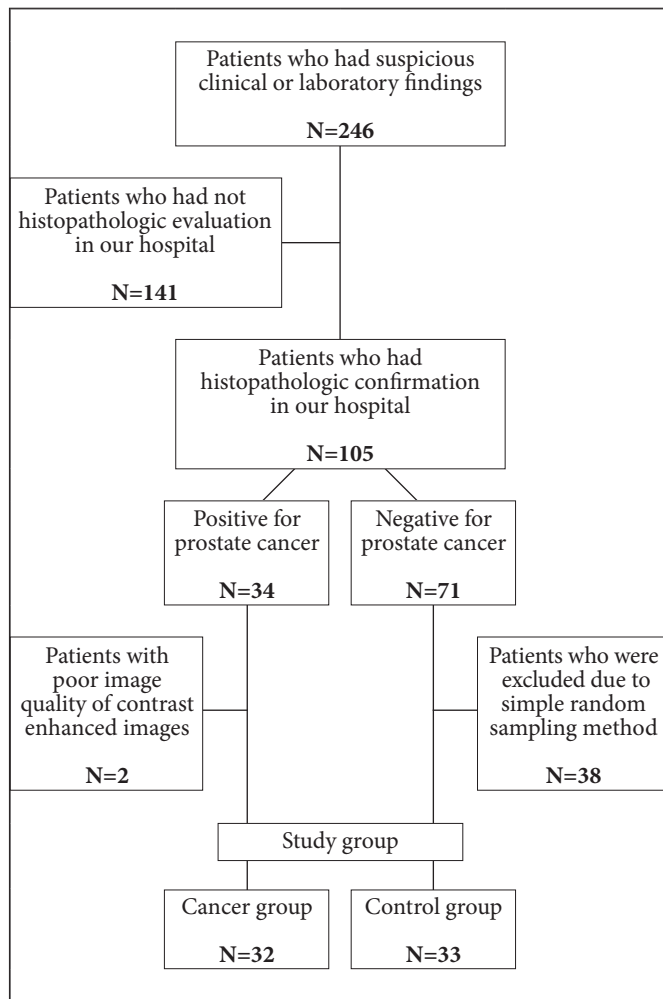 Patients who had suspicious
clinical or laboratory findings
N=246
Patients who had not
histopathologic evaluation
in our hospital
N=141
Patients who had
histopathologic confirmation
in our hospital
N=105
Positive for
prostate cancer
N=34
Negative for
prostate cancer
N=71
Patients with
poor image
quality of contrast
enhanced images
N=2
Patients who were
excluded due to
simple random
sampling method
N=38
Study group
Cancer group
N=32
Control group
N=33